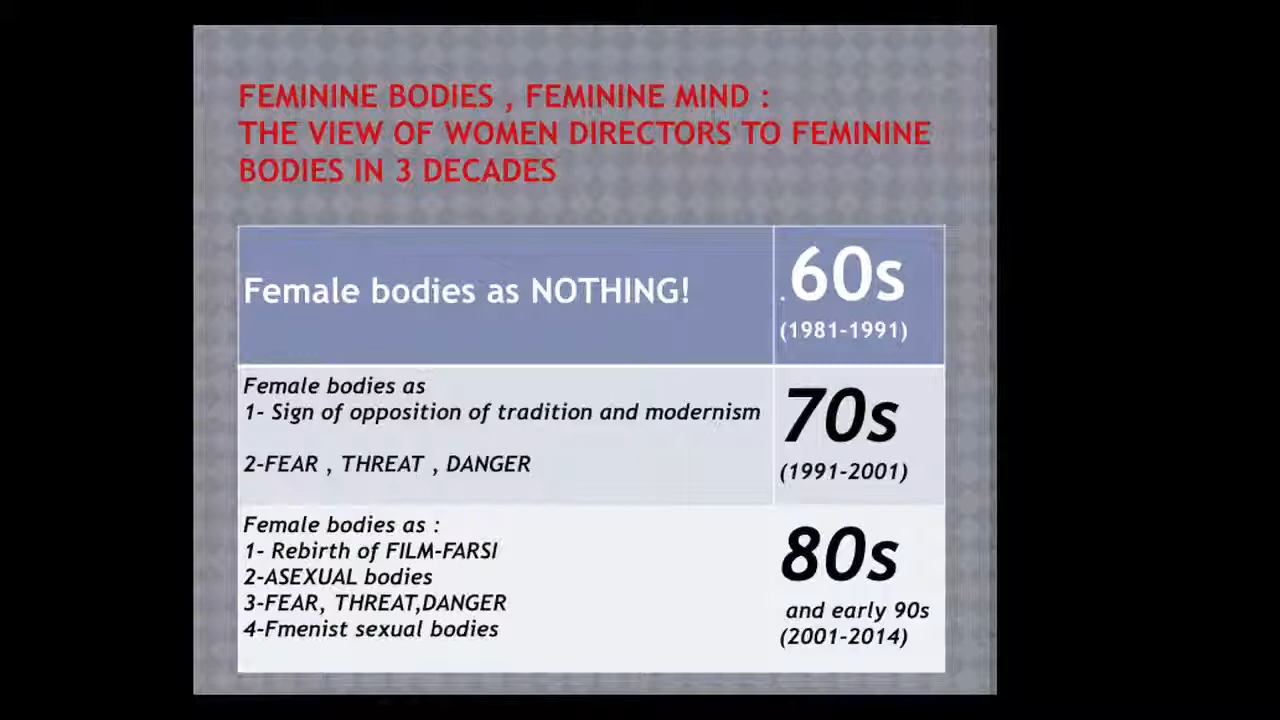 FEMININE BODIES , FEMININE MIND :
THE VIEW OF WOMEN DIRECTORS TO FEMININE
BODIES IN 3 DECADES
Female bodies as NOTHING!
.60s
(1981-1991)
Female bodies as
1- Sign of opposition of tradition and modernism
2-FEAR , THREAT , DANGER
70s
(1991-2001)
Female bodies as :
1- Rebirth of FILM-FARSI
2-ASEXUAL bodies
3-FEAR, THREAT,DANGER
4-Fmenist sexual bodies
80s
and early 90s
(2001-2014)